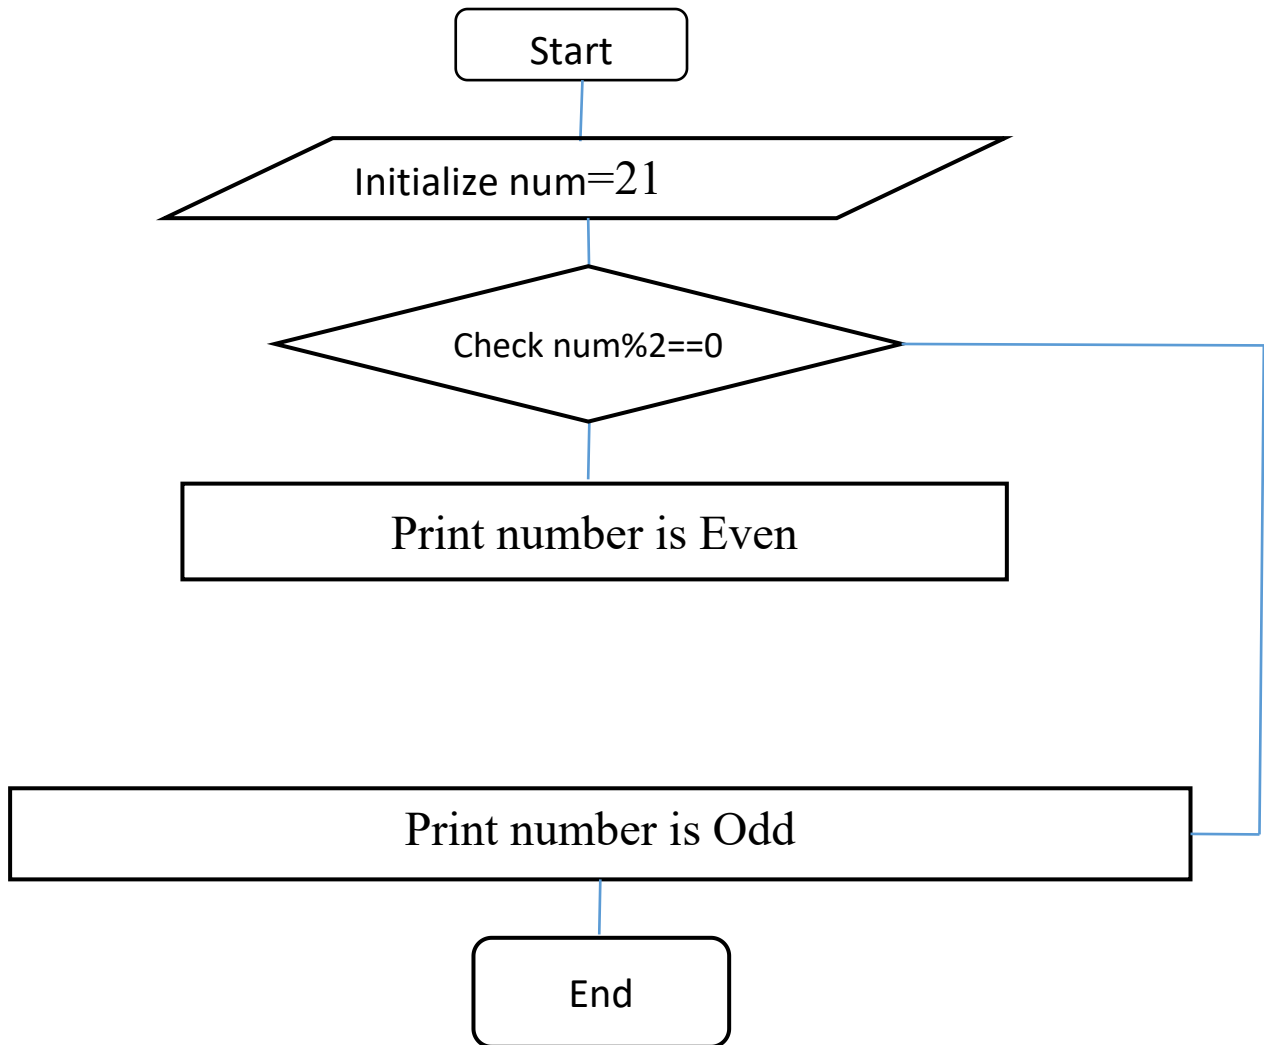 Start
Initialize num=21
Check num%2==0
Print number is Even
Print number is Odd
End